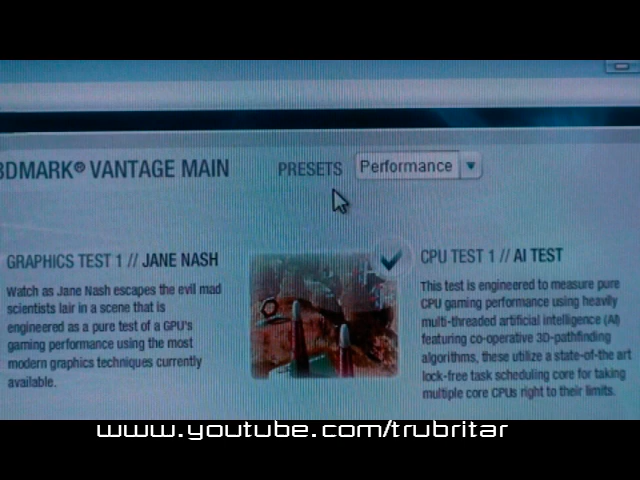 3DMARK® VANTAGE MAIN
PRESETS
Performance
GRAPHICS TEST 1 // JANE NASH
Watch as Jane Nash escapes the evil mad
scientists lair in a scene that is
engineered as a pure test of a GPU's
gaming performance using the most
modern graphics techniques currently
available.
CPU TEST 1 // AI TEST
This test is engineered to measure pure
CPU gaming performance using heavily
multi-threaded artificial intelligence (AI)
featuring co-operative 3D-pathfinding
algorithms, these utilize a state-of-the art
lock-free task scheduling core for taking
multiple core CPUs right to their limits.
www.youtube.com/trubritar